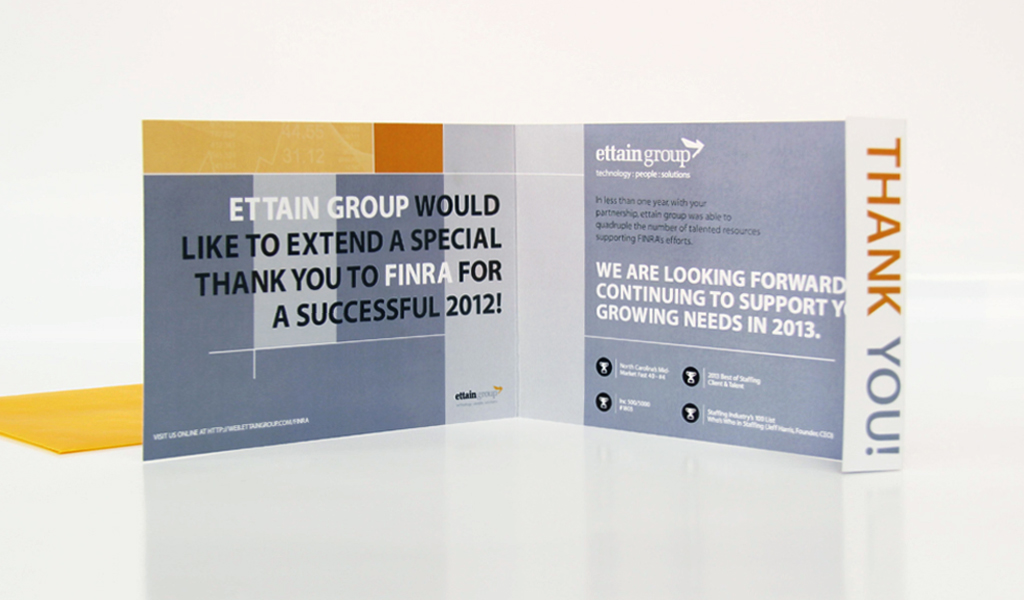 44.65
31.12
ETTAIN GROUP WOULD
LIKE TO EXTEND A SPECIAL
THANK YOU TO FINRA FOR
A SUCCESSFUL 2012!
ettain group
VISIT US ONLINE AT HTTP://WEB.ETTAINGROUP.COM/FINRA
ettain group
technology : people : solutions
In less than one year, with your
partnership, ettain group was able to
quadruple the number of talented resources
supporting FINRA's efforts.
WE ARE LOOKING FORWARD
CONTINUING TO SUPPORT YO
GROWING NEEDS IN 2013.
North Carolina's Mid-
Market Fast 40 - #4
2013 Best of Staffing
Client & Talent
Inc 500/5000
Staffing Industry's 100 List
Who's Who in Staffing (Jeff Harris, Founder, CEO)
THANK YOU!